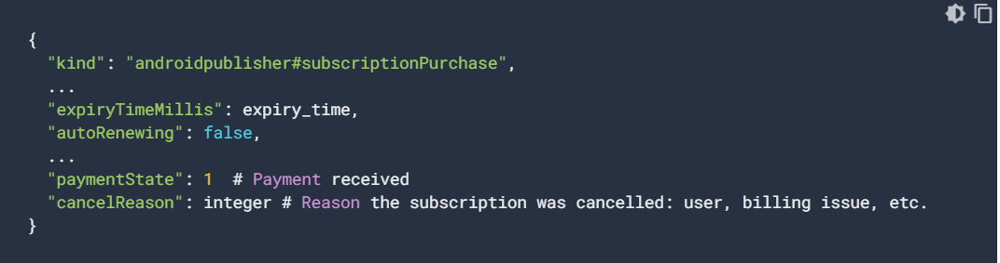 {
"kind": "androidpublisher#subscriptionPurchase",
...
"expiryTimeMillis": expiry_time,
"autoRenewing": false,
...
"paymentState": 1  # Payment received
"cancelReason": integer # Reason the subscription was cancelled: user, billing issue, etc.
}